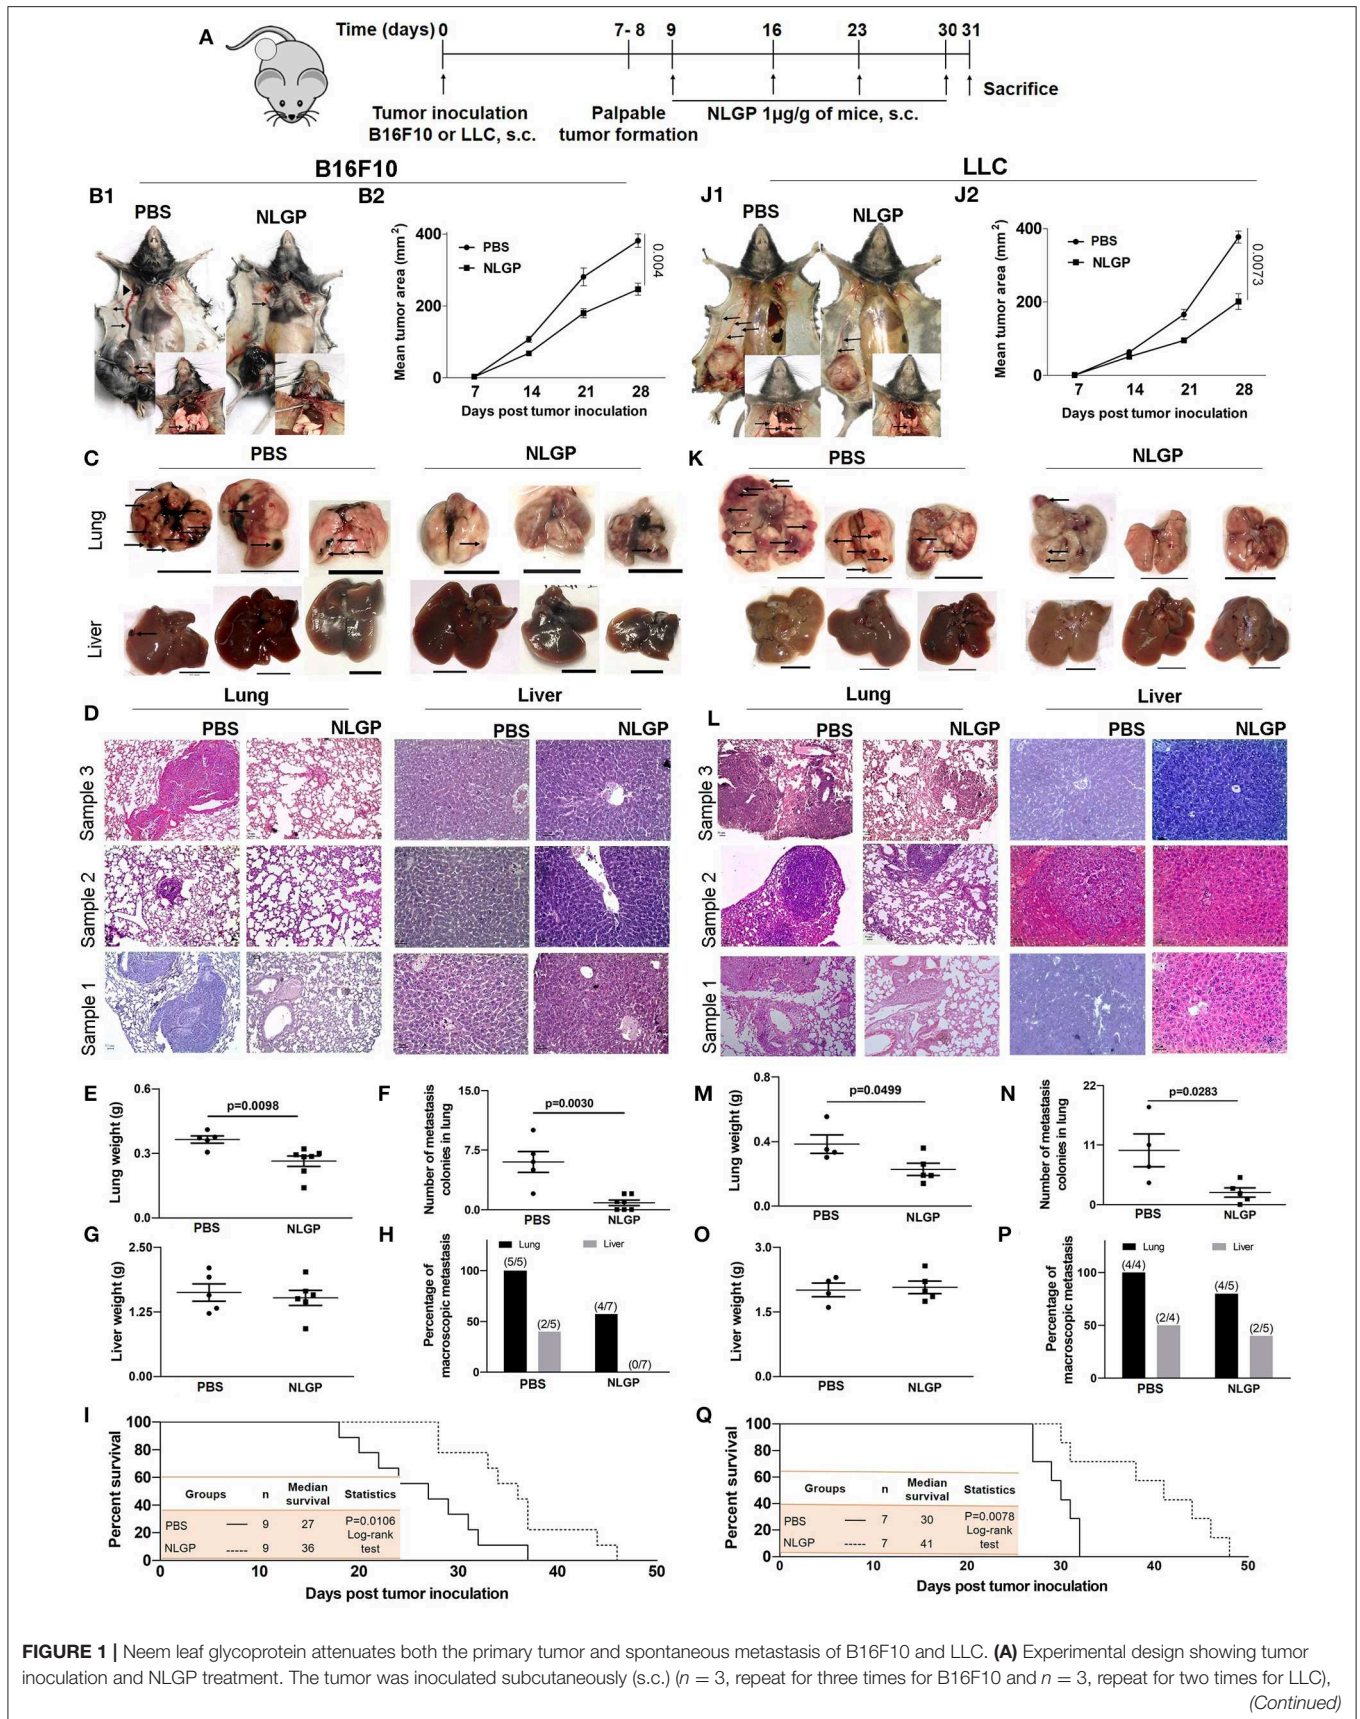 A
Time (days) 0 7- 8 9 16 23 30 31
Tumor inoculation
B16F10 or LLC, s.c.
Palpable
tumor formation
NLGP 1µg/g of mice, s.c.
Sacrifice
B16F10
LLC
B1
PBS
NLGP
B2
Mean tumor area (mm2)
400
200
0
PBS
NLGP
0.004
7 14 21 28
Days post tumor inoculation
J1
PBS
NLGP
J2
Mean tumor area (mm2)
400
200
0
PBS
NLGP
0.0073
7 14 21 28
Days post tumor inoculation
C
PBS
NLGP
Lung
Liver
K
PBS
NLGP
D
Lung
Liver
PBS
NLGP
PBS
NLGP
Sample 3
Sample 2
Sample 1
L
Lung
Liver
PBS
NLGP
PBS
NLGP
Sample 3
Sample 2
Sample 1
E
Lung weight (g)
0.6
0.3
0.0
p=0.0098
PBS NLGP
F
Number of metastasis
colonies in lung
15.0
7.5
0.0
p=0.0030
PBS NLGP
M
Lung weight (g)
0.8
0.4
0.0
p=0.0499
PBS NLGP
N
Number of metastasis
colonies in lung
22
11
0
p=0.0283
PBS NLGP
G
Liver weight (g)
2.50
1.25
0.00
PBS NLGP
H
Percentage of
macroscopic metastasis
Lung Liver
100
50
0
(5/5)
(2/5)
(4/7)
(0/7)
PBS NLGP
O
Liver weight (g)
3.0
1.5
0.0
PBS NLGP
P
Percentage of
macroscopic metastasis
Lung Liver
100
50
0
(4/4)
(2/4)
(4/5)
(2/5)
PBS NLGP
I
Percent survival
100
80
60
40
20
0
Groups n Median survival Statistics
PBS 9 27 P=0.0106
Log-rank
NLGP 9 36 test
0 10 20 30 40 50
Days post tumor inoculation
Q
Percent survival
100
80
60
40
20
0
Groups n Median survival Statistics
PBS 7 30 P=0.0078
Log-rank
NLGP 7 41 test
0 10 20 30 40 50
Days post tumor inoculation
FIGURE 1 | Neem leaf glycoprotein attenuates both the primary tumor and spontaneous metastasis of B16F10 and LLC. (A) Experimental design showing tumor
inoculation and NLGP treatment. The tumor was inoculated subcutaneously (s.c.) (n = 3, repeat for three times for B16F10 and n = 3, repeat for two times for LLC),
(Continued)